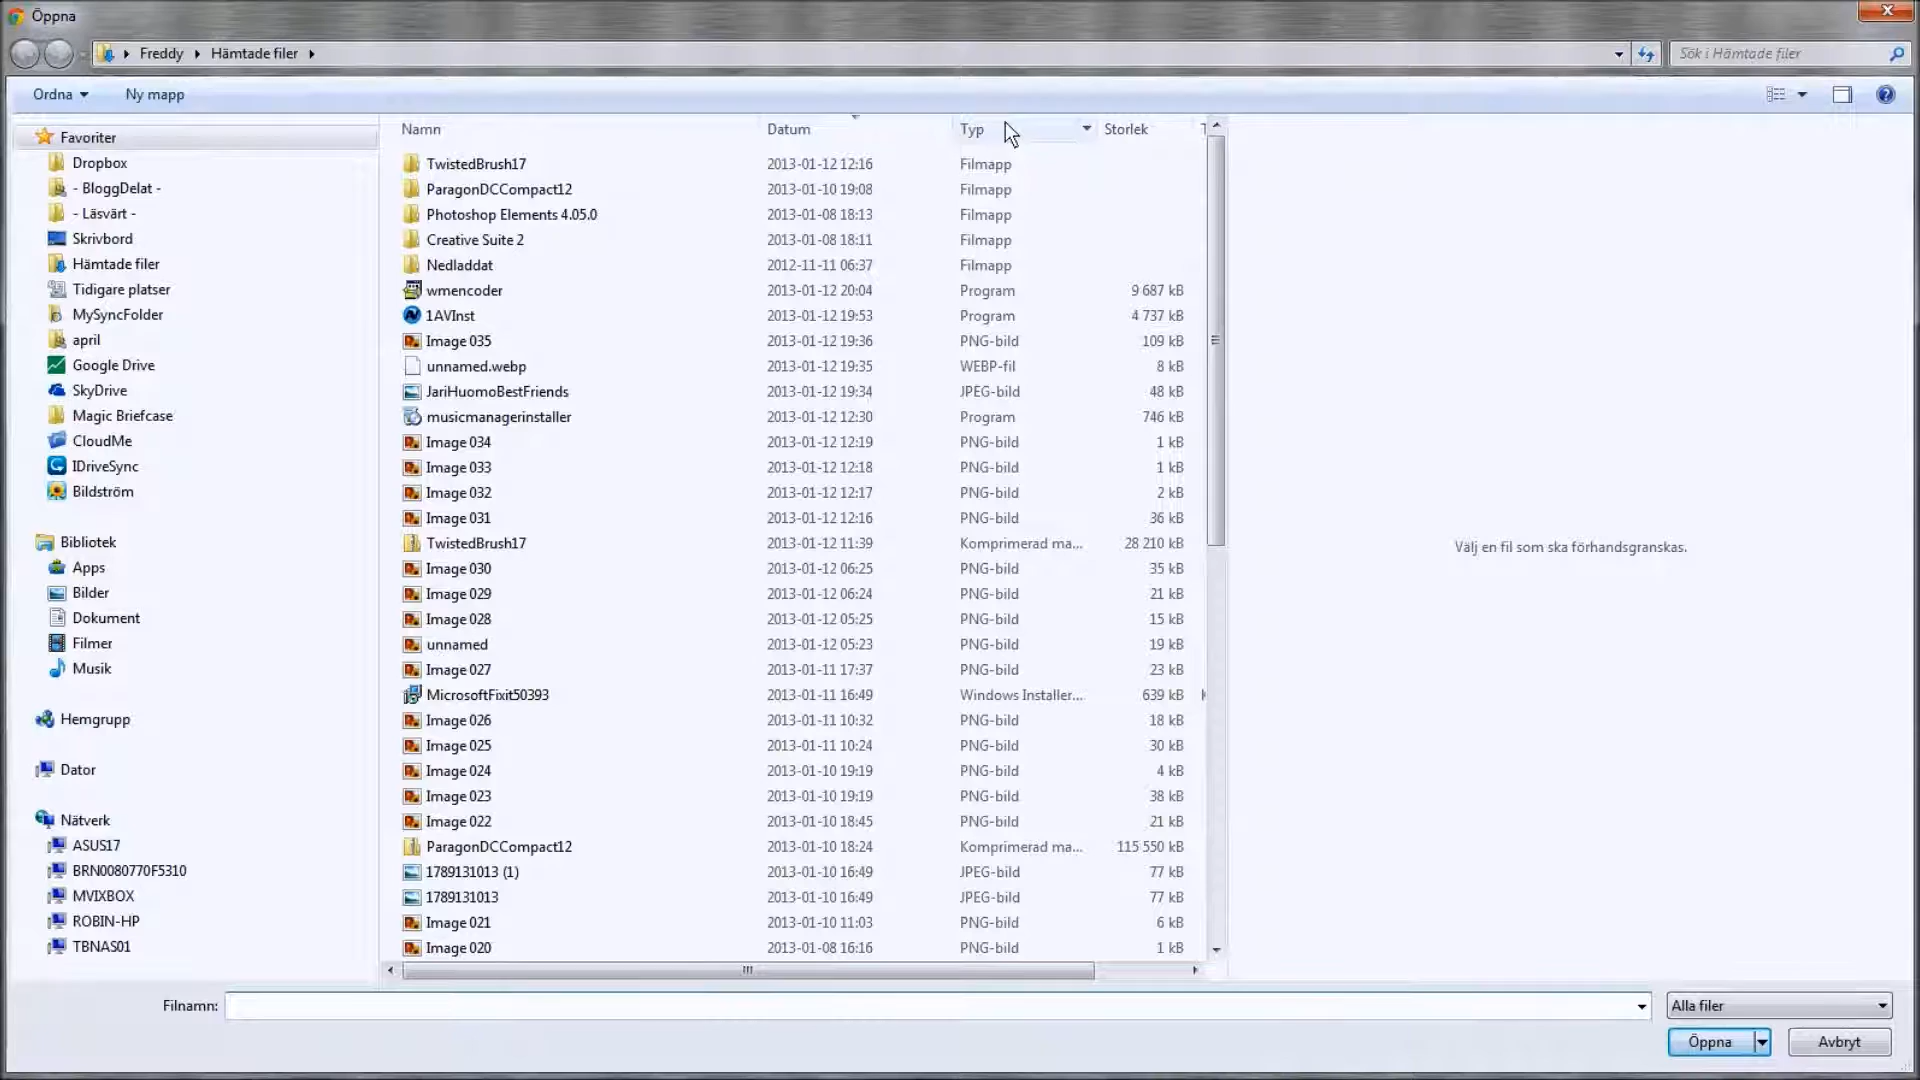 Öppna
Freddy Hämtade filer
Sök i Hämtade filer
Ordna Ny mapp
Favoriter
Dropbox
- BloggDelat -
- Läsvärt -
Skrivbord
Hämtade filer
Tidigare platser
MySyncFolder
april
Google Drive
SkyDrive
Magic Briefcase
CloudMe
IDriveSync
Bildström
Bibliotek
Apps
Bilder
Dokument
Filmer
Musik
Hemgrupp
Dator
Nätverk
ASUS17
BRN0080770F5310
MVIXBOX
ROBIN-HP
TBNAS01
Namn Datum Typ Storlek
TwistedBrush17 2013-01-12 12:16 Filmapp
ParagonDCCompact12 2013-01-10 19:08 Filmapp
Photoshop Elements 4.05.0 2013-01-08 18:13 Filmapp
Creative Suite 2 2013-01-08 18:11 Filmapp
Nedladdat 2012-11-11 06:37 Filmapp
wmencoder 2013-01-12 20:04 Program 9 687 kB
1AVInst 2013-01-12 19:53 Program 4 737 kB
Image 035 2013-01-12 19:36 PNG-bild 109 kB
unnamed.webp 2013-01-12 19:35 WEBP-fil 8 kB
JariHuomoBestFriends 2013-01-12 19:34 JPEG-bild 48 kB
musicmanagerinstaller 2013-01-12 12:30 Program 746 kB
Image 034 2013-01-12 12:19 PNG-bild 1 kB
Image 033 2013-01-12 12:18 PNG-bild 1 kB
Image 032 2013-01-12 12:17 PNG-bild 2 kB
Image 031 2013-01-12 12:16 PNG-bild 36 kB
TwistedBrush17 2013-01-12 11:39 Komprimerad ma... 28 210 kB
Image 030 2013-01-12 06:25 PNG-bild 35 kB
Image 029 2013-01-12 06:24 PNG-bild 21 kB
Image 028 2013-01-12 05:25 PNG-bild 15 kB
unnamed 2013-01-12 05:23 PNG-bild 19 kB
Image 027 2013-01-11 17:37 PNG-bild 23 kB
MicrosoftFixit50393 2013-01-11 16:49 Windows Installer... 639 kB
Image 026 2013-01-11 10:32 PNG-bild 18 kB
Image 025 2013-01-11 10:24 PNG-bild 30 kB
Image 024 2013-01-10 19:19 PNG-bild 4 kB
Image 023 2013-01-10 19:19 PNG-bild 38 kB
Image 022 2013-01-10 18:45 PNG-bild 21 kB
ParagonDCCompact12 2013-01-10 18:24 Komprimerad ma... 115 550 kB
1789131013 (1) 2013-01-10 16:49 JPEG-bild 77 kB
1789131013 2013-01-10 16:49 JPEG-bild 77 kB
Image 021 2013-01-10 11:03 PNG-bild 6 kB
Image 020 2013-01-08 16:16 PNG-bild 1 kB
Välj en fil som ska förhandsgranskas.
Filnamn:
Alla filer
Öppna Avbryt